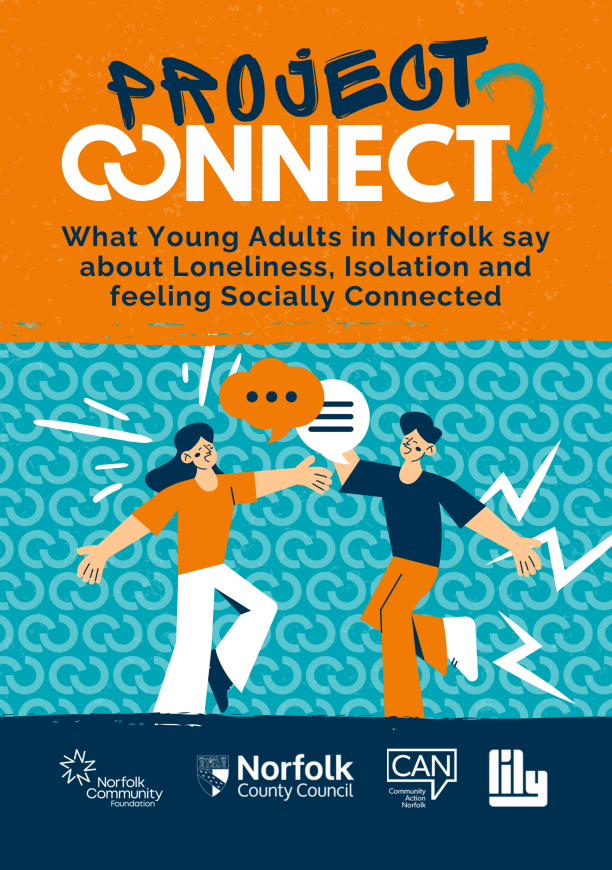 PROJECT
CONNECT
What Young Adults in Norfolk say
about Loneliness, Isolation and
feeling Socially Connected
Norfolk
Community
Foundation
Norfolk
County Council
CAN
Community
Action
Norfolk
lily